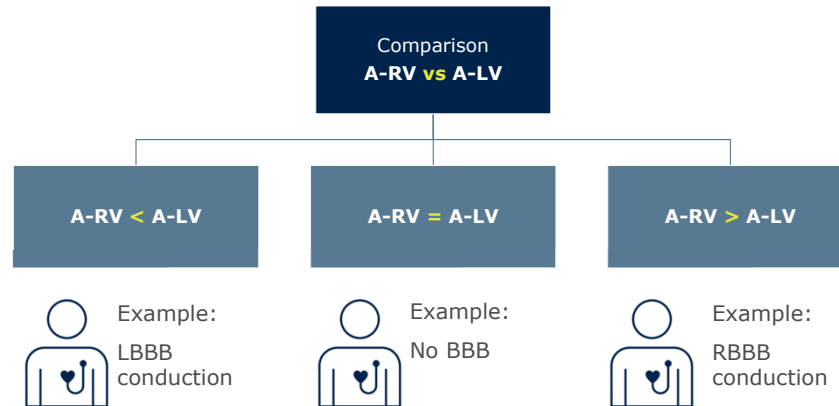 Comparison
A-RV vs A-LV
A-RV < A-LV
A-RV = A-LV
A-RV > A-LV
Example:
LBBB
conduction
Example:
No BBB
Example:
RBBB
conduction